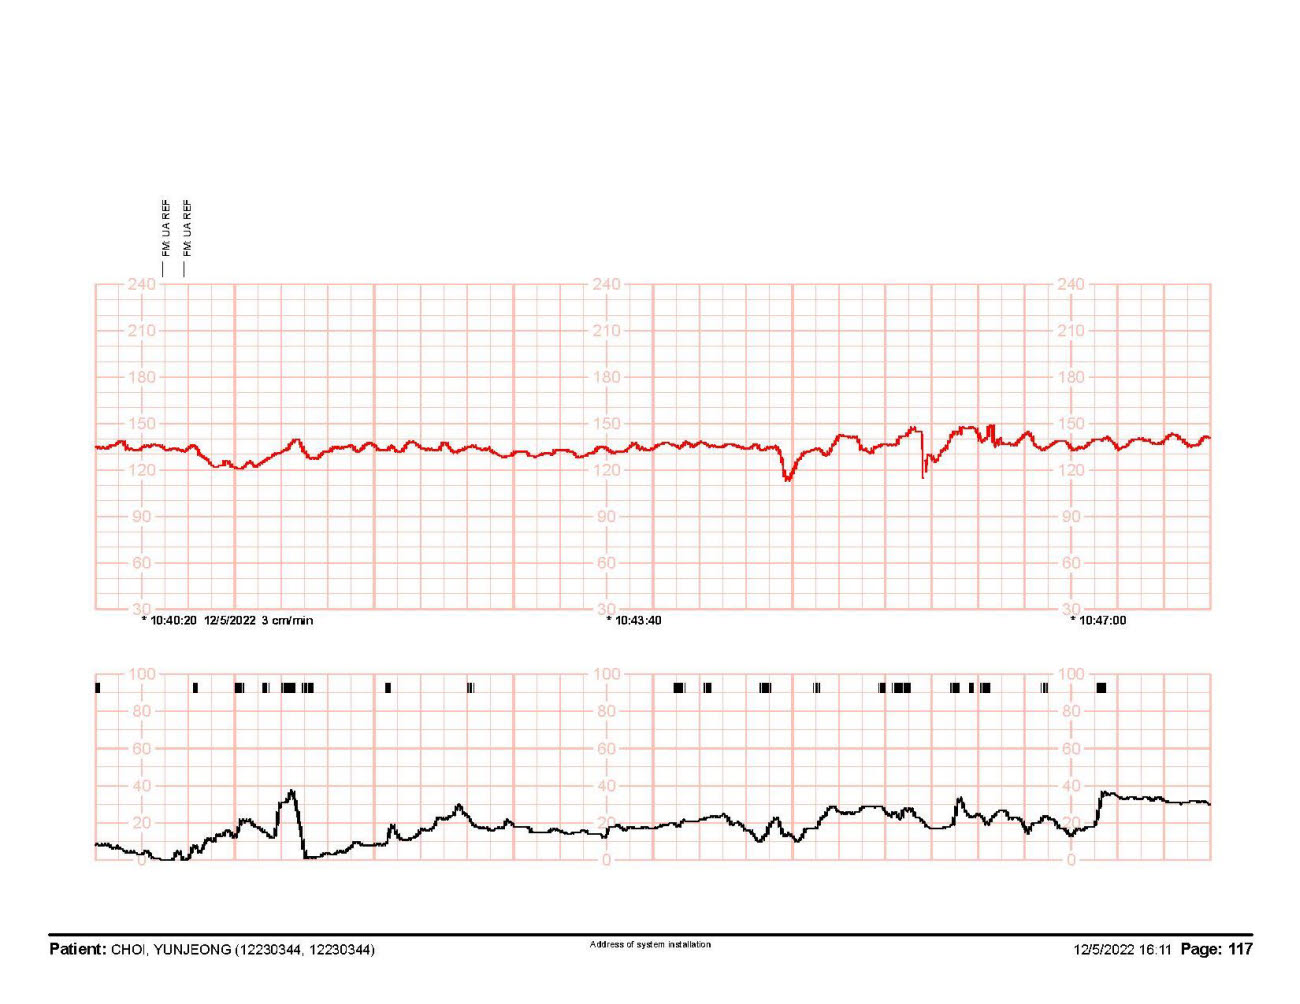 FM: UA REF
FM: UA REF
240 240 240
210 210 210
180 180 180
150 150 150
120 120 120
90 90 90
60 60 60
30 30 30
* 10:40:20 12/5/2022 3 cm/min * 10:43:40 * 10:47:00
100 100 100
80 80 80
60 60 60
40 40 40
20 20 20
0 0 0
Patient: CHOI, YUNJEONG (12230344, 12230344) Address of system installation 12/5/2022 16:11 Page: 117